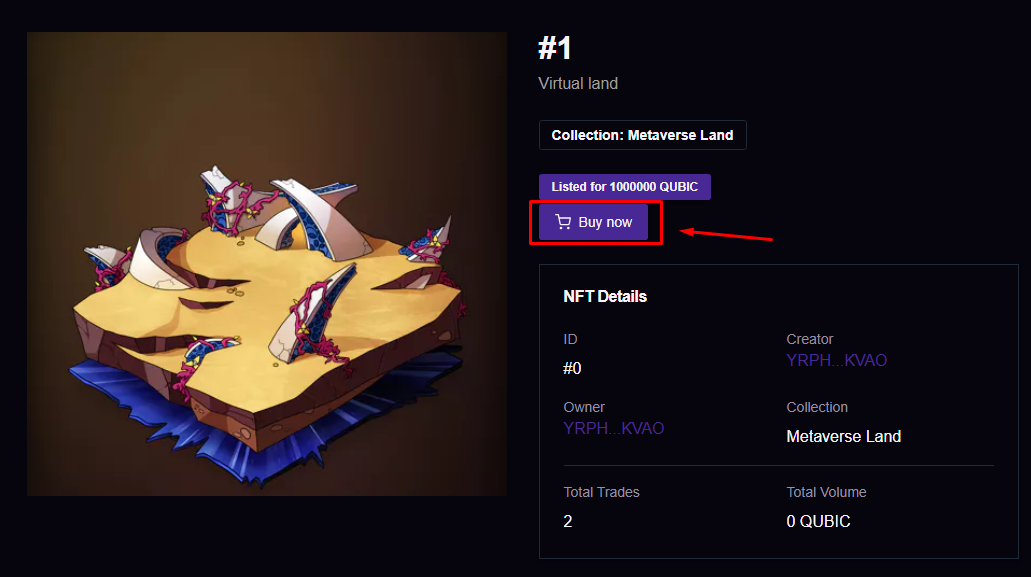 #1
Virtual land
Collection: Metaverse Land
Listed for 1000000 QUBIC
Buy now
NFT Details
ID
Creator
#0
YRPH...KVAO
Owner
Collection
YRPH...KVAO
Metaverse Land
Total Trades
Total Volume
2
0 QUBIC